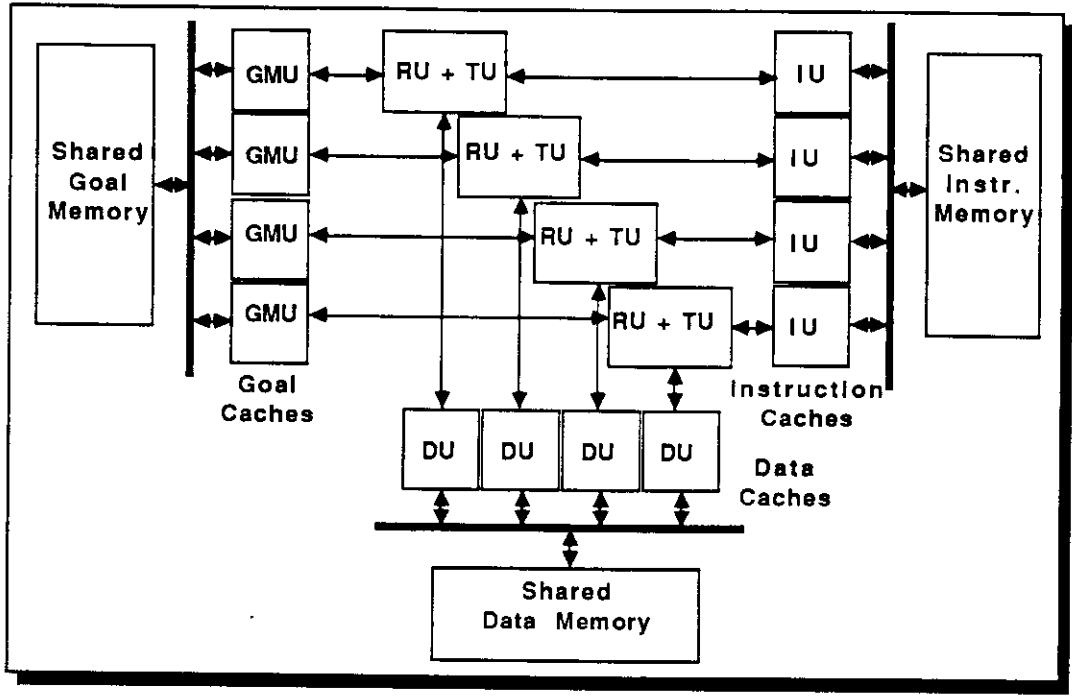 Shared
Goal
Memory
GMU
GMU
GMU
GMU
Goal
Caches
RU + TU
RU + TU
RU + TU
RU + TU
IU
IU
IU
IU
Instruction
Caches
Shared
Instr.
Memory
DU
DU
DU
DU
Data
Caches
Shared
Data Memory